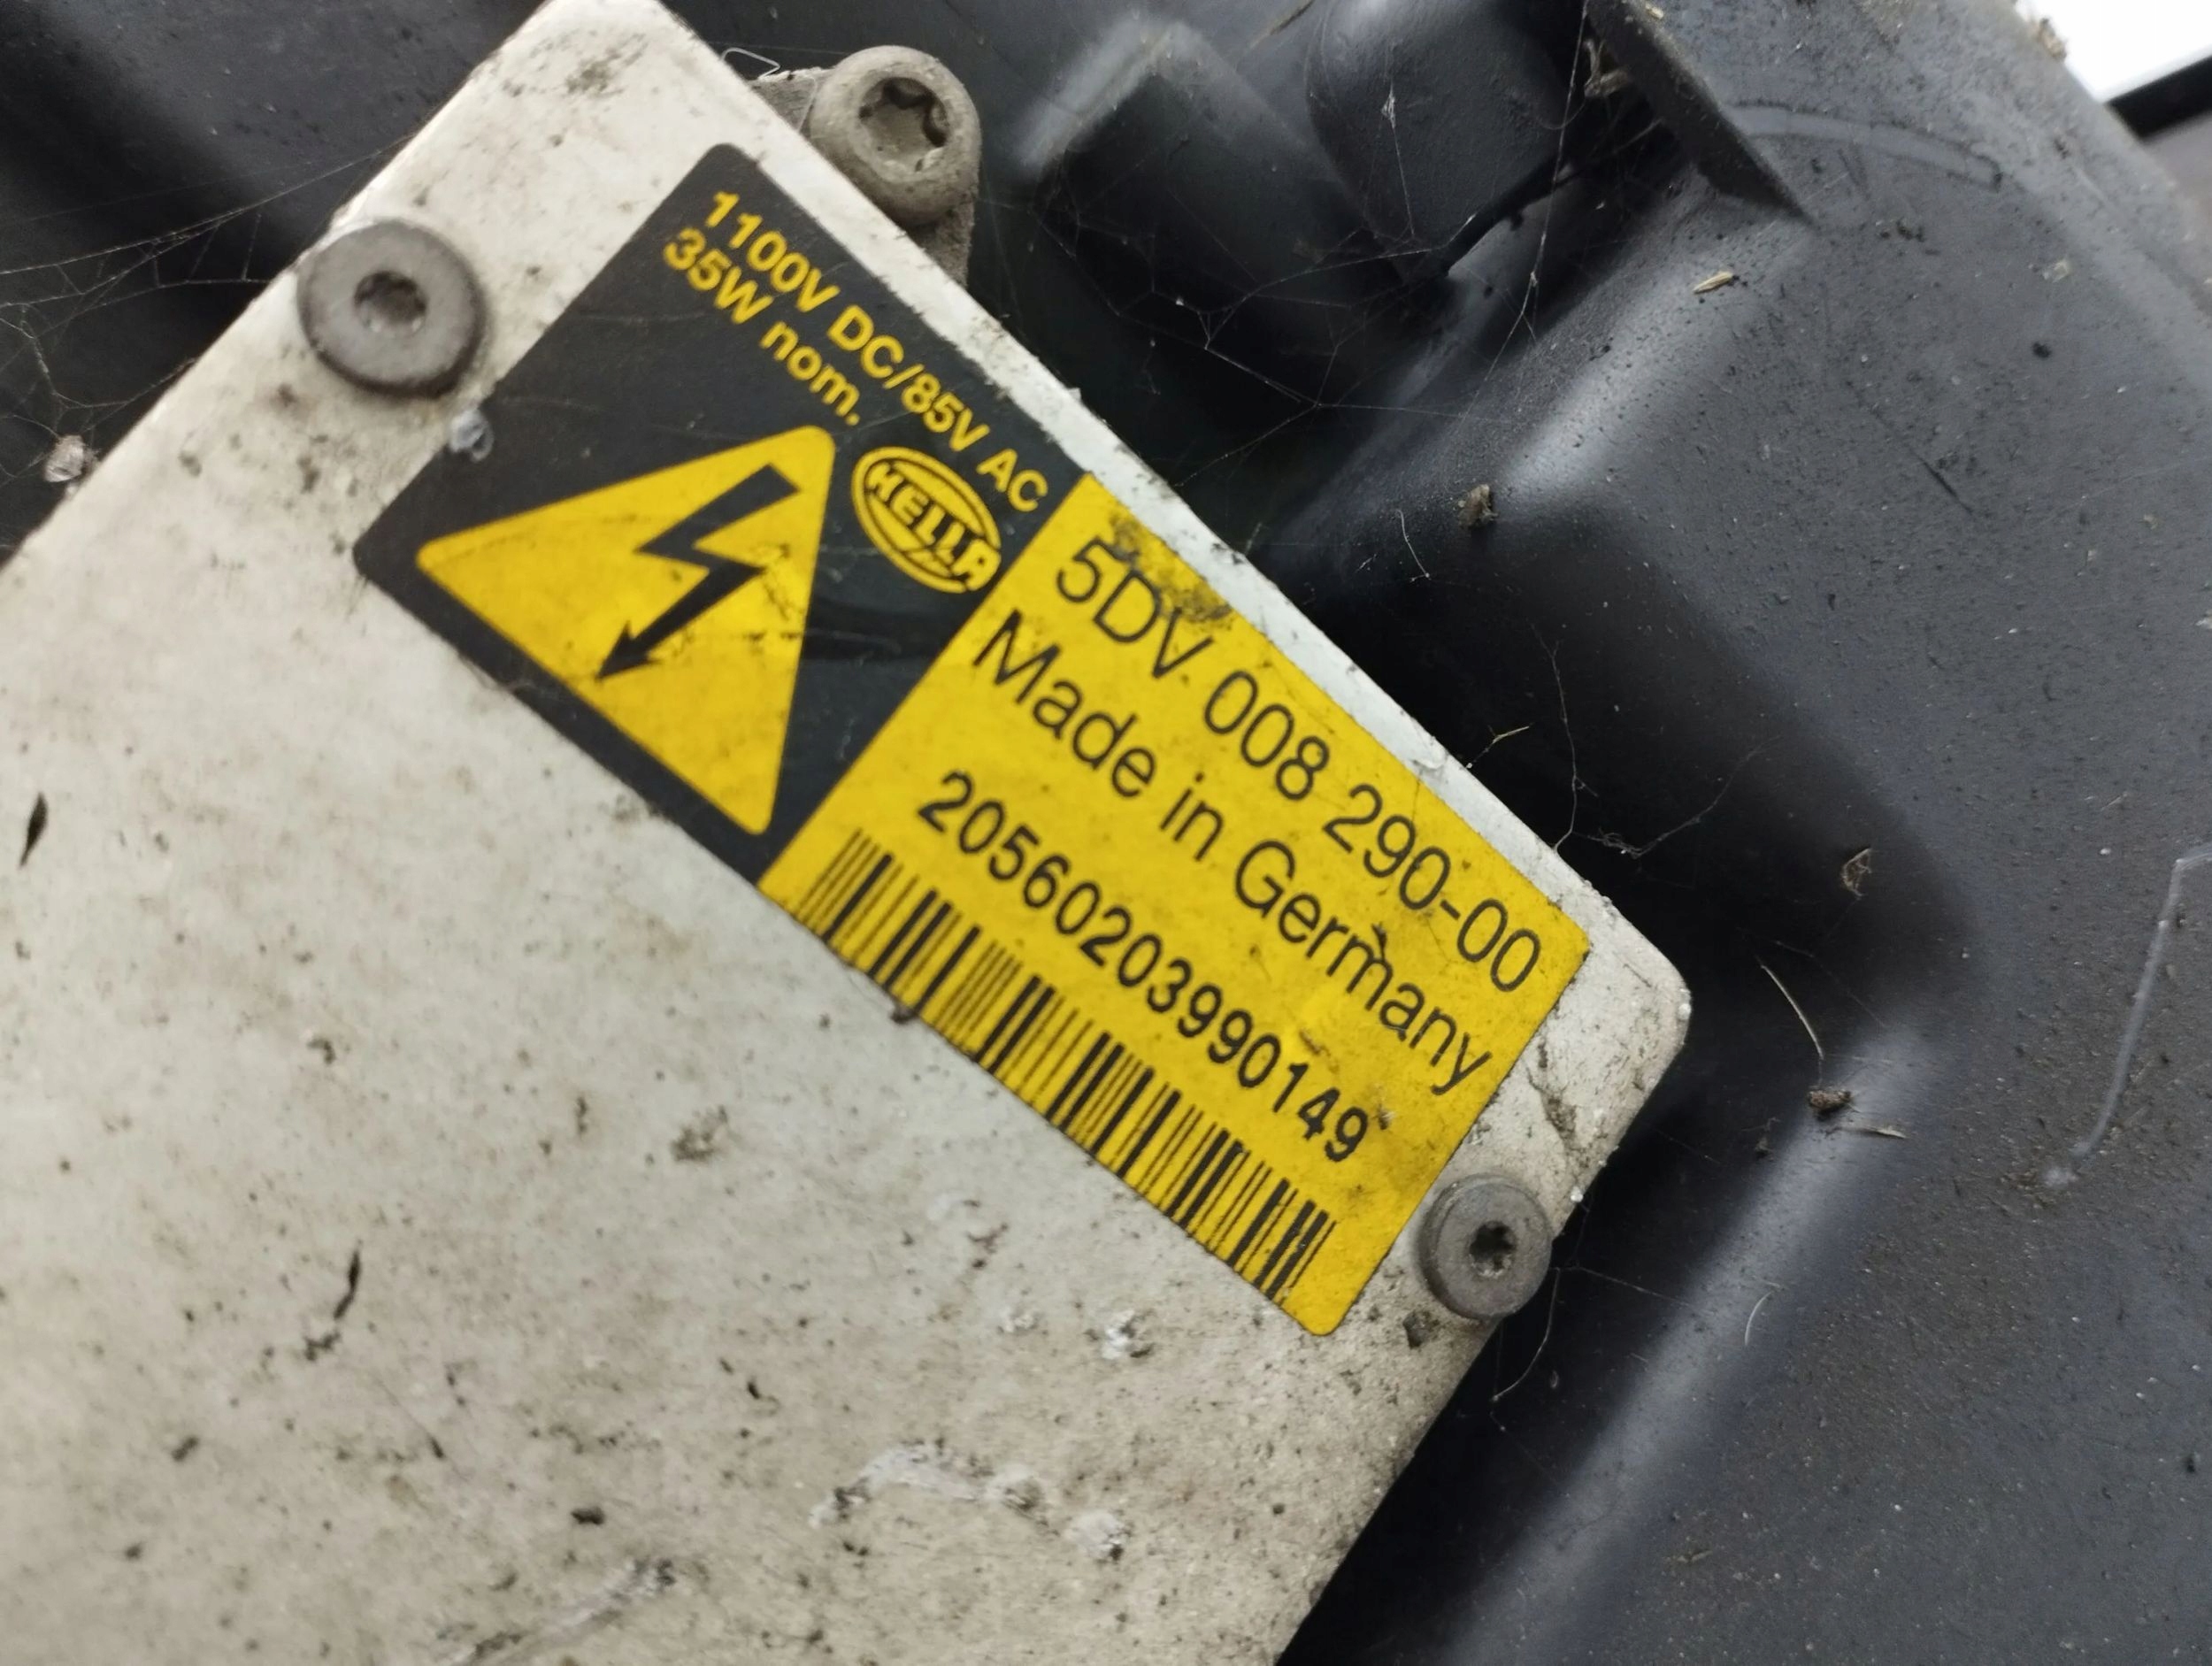 1100V DC/85V AC
35W nom.
HELLA
5DV 008 290-00
Made in Germany
20560203990149